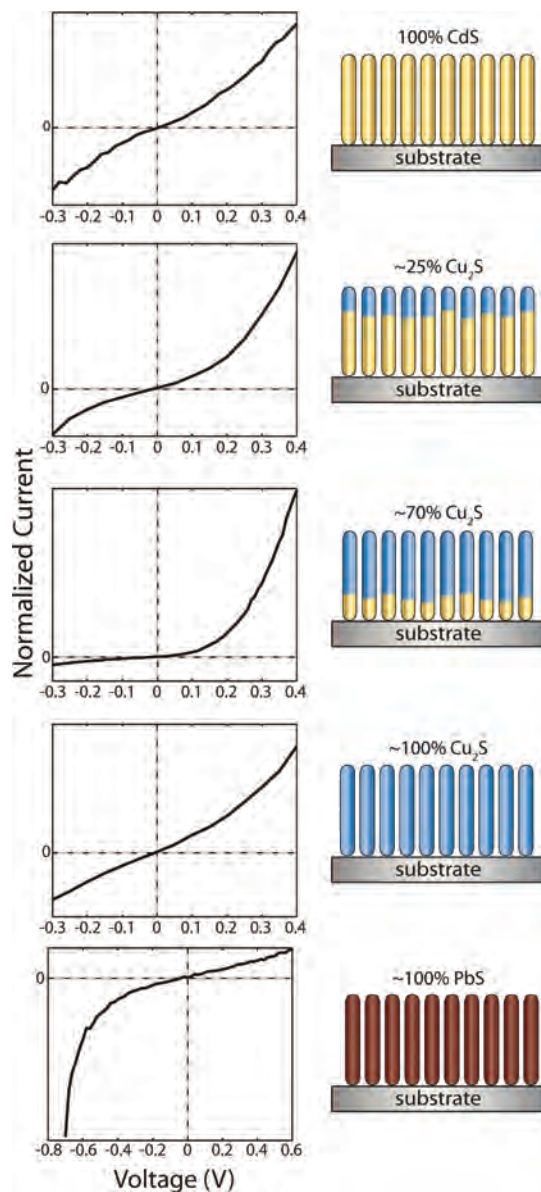 Normalized Current
0
-0.3 -0.2 -0.1 0 0.1 0.2 0.3 0.4
100% CdS
substrate
0
-0.3 -0.2 -0.1 0 0.1 0.2 0.3 0.4
~25% Cu₂S
substrate
0
-0.3 -0.2 -0.1 0 0.1 0.2 0.3 0.4
~70% Cu₂S
substrate
0
-0.3 -0.2 -0.1 0 0.1 0.2 0.3 0.4
~100% Cu₂S
substrate
0
-0.8 -0.6 -0.4 -0.2 0 0.2 0.4 0.6
~100% PbS
substrate
Voltage (V)